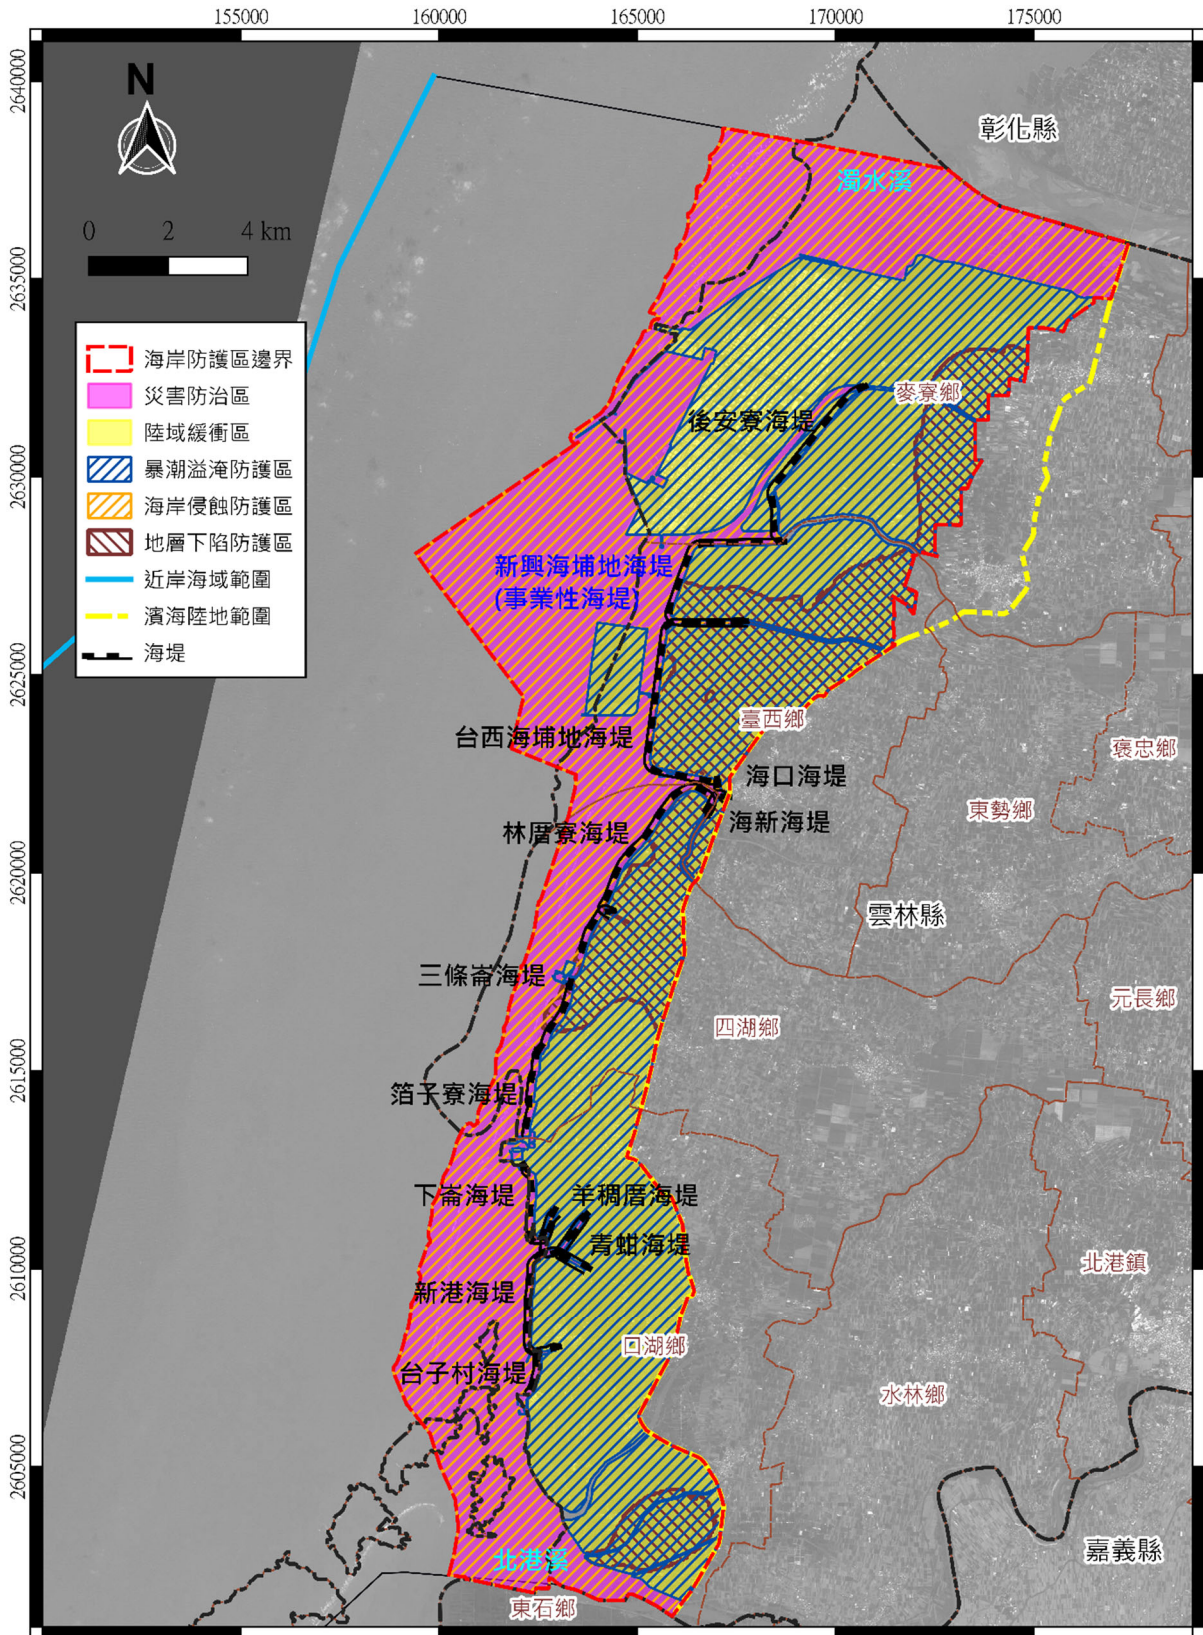 155000
160000
165000
170000
175000
2640000
2635000
2630000
2625000
2620000
2615000
2610000
2605000
N
0 2 4 km
海岸防護區邊界
災害防治區
陸域緩衝區
暴潮溢淹防護區
海岸侵蝕防護區
地層下陷防護區
近岸海域範圍
濱海陸地範圍
海堤
彰化縣
濁水溪
麥寮鄉
後安寮海堤
新興海埔地海堤
(事業性海堤)
臺西鄉
台西海埔地海堤
褒忠鄉
海口海堤
東勢鄉
海新海堤
林厝寮海堤
雲林縣
三條崙海堤
元長鄉
四湖鄉
箔子寮海堤
下崙海堤
羊稠厝海堤
青蚶海堤
北港鎮
新港海堤
口湖鄉
台子村海堤
水林鄉
北港溪
嘉義縣
東石鄉